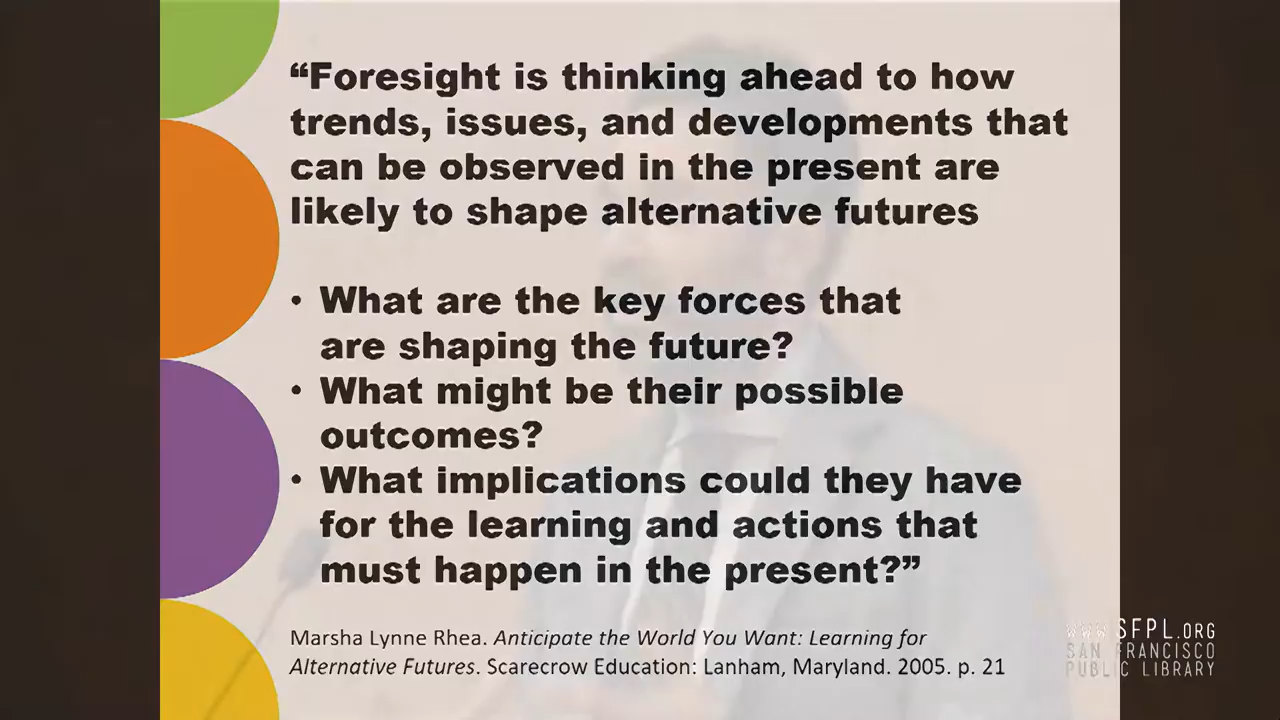 “Foresight is thinking ahead to how
trends, issues, and developments that
can be observed in the present are
likely to shape alternative futures
• What are the key forces that
are shaping the future?
• What might be their possible
outcomes?
• What implications could they have
for the learning and actions that
must happen in the present?”
Marsha Lynne Rhea. Anticipate the World You Want: Learning for
Alternative Futures. Scarecrow Education: Lanham, Maryland. 2005. p. 21
WWW.SFPL.ORG
SAN FRANCISCO
PUBLIC LIBRARY